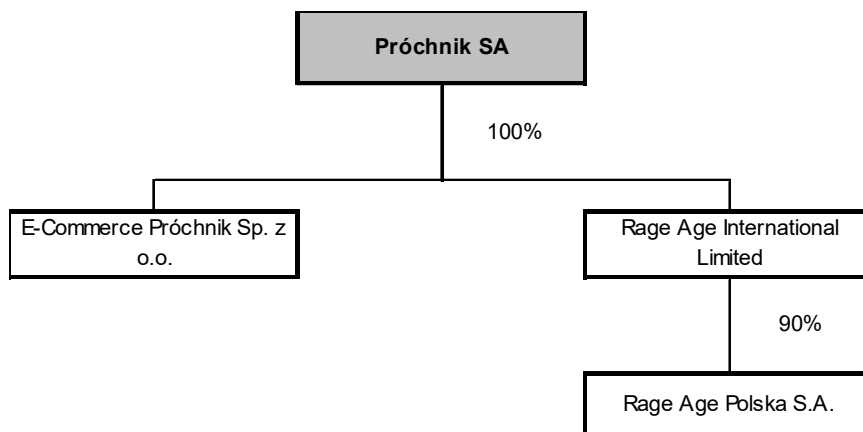 Próchnik SA
100%
E-Commerce Próchnik Sp. z
o.o.
Rage Age International
Limited
90%
Rage Age Polska S.A.